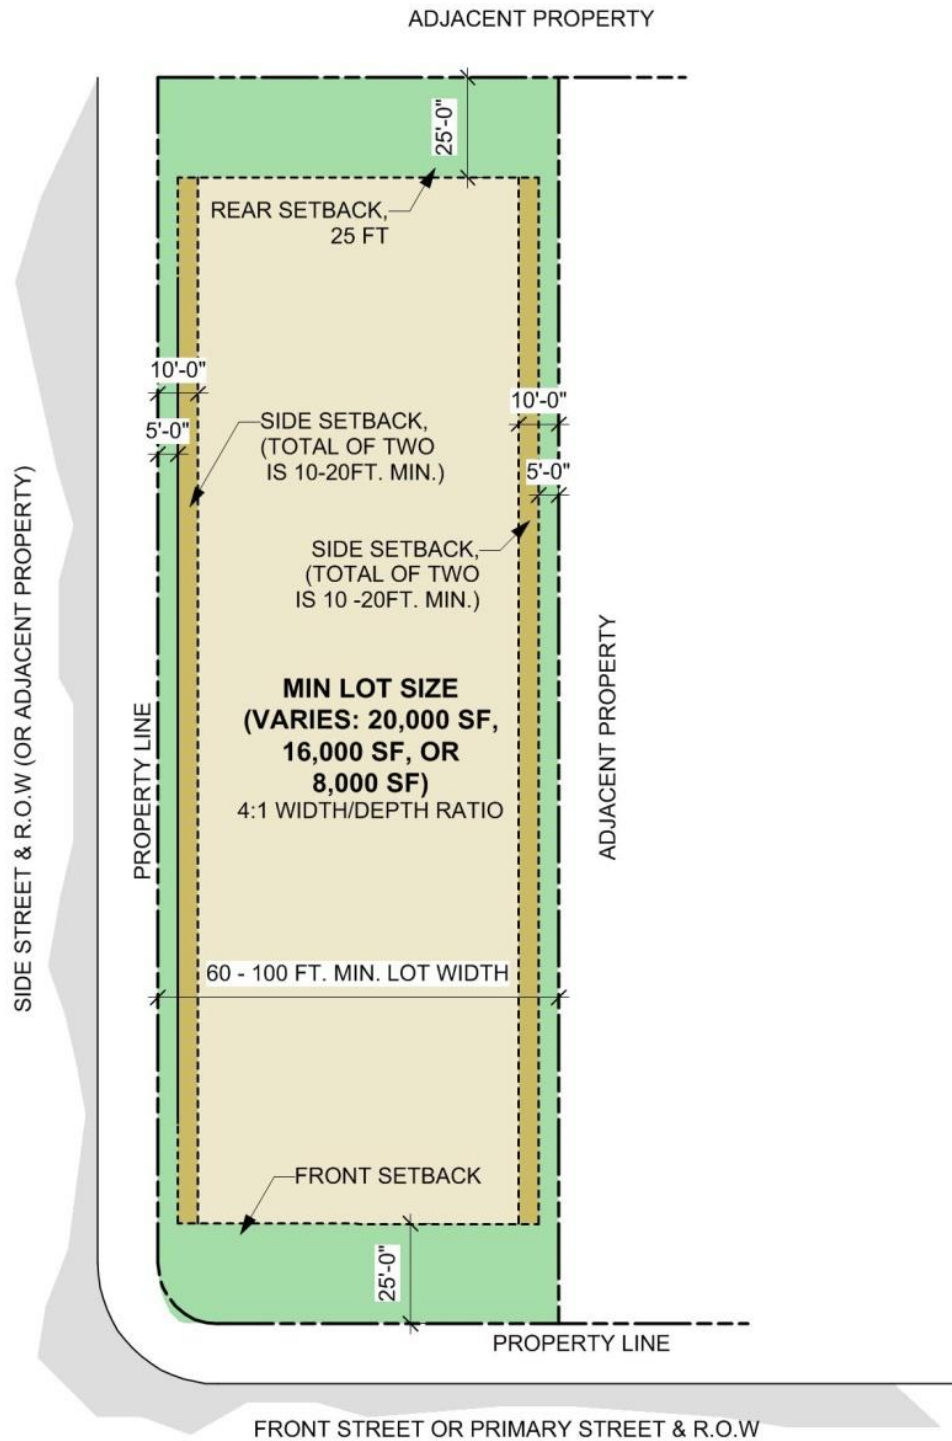 ADJACENT PROPERTY
25'-0"
REAR SETBACK,
25 FT
10'-0"
10'-0"
5'-0"
SIDE SETBACK,
(TOTAL OF TWO
IS 10-20FT. MIN.)
5'-0"
SIDE SETBACK,
(TOTAL OF TWO
IS 10 -20FT. MIN.)
SIDE STREET & R.O.W (OR ADJACENT PROPERTY)
PROPERTY LINE
MIN LOT SIZE
(VARIES: 20,000 SF,
16,000 SF, OR
8,000 SF)
4:1 WIDTH/DEPTH RATIO
ADJACENT PROPERTY
60 - 100 FT. MIN. LOT WIDTH
FRONT SETBACK
25'-0"
PROPERTY LINE
FRONT STREET OR PRIMARY STREET & R.O.W